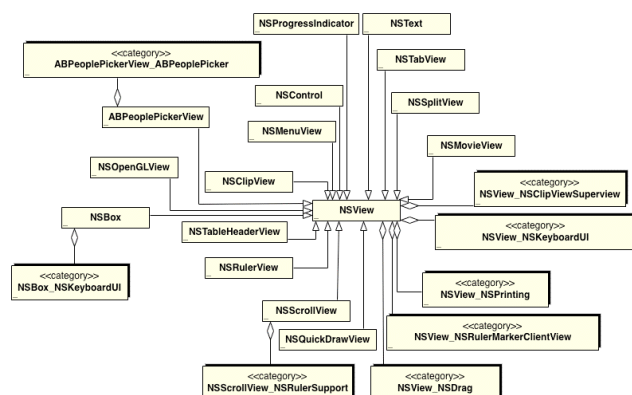 NSProgressIndicator
NSText
<<category>>
ABPeoplePickerView_ABPeoplePicker
NSTabView
NSControl
NSSplitView
ABPeoplePickerView
NSMenuView
NSMovieView
NSOpenGLView
NSClipView
<<category>>
NSView_NSClipViewSuperview
NSView
NSBox
<<category>>
NSView_NSKeyboardUI
NSTableHeaderView
NSRulerView
<<category>>
NSBox_NSKeyboardUI
<<category>>
NSView_NSPrinting
NSScrollView
<<category>>
NSView_NSRulerMarkerClientView
NSQuickDrawView
<<category>>
NSScrollView_NSRulerSupport
<<category>>
NSView_NSDrag